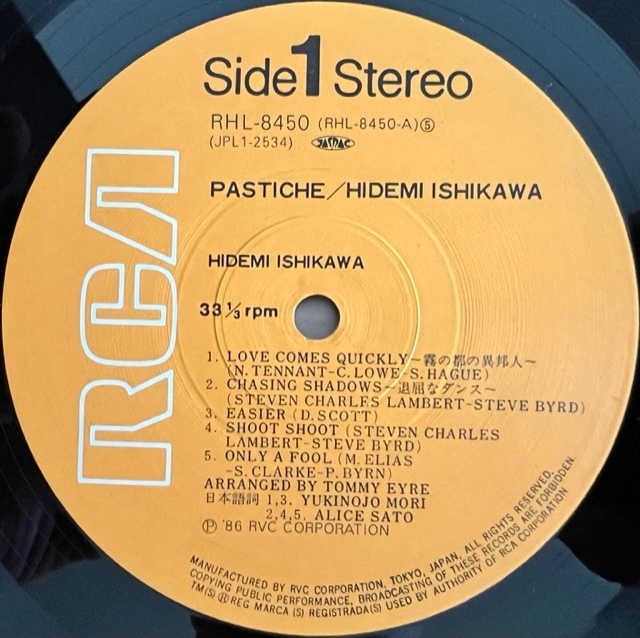 Side 1 Stereo
RHL-8450 (RHL-8450-A)⑤
(JPL1-2534) JASRAC
PASTICHE/HIDEMI ISHIKAWA
RCA
HIDEMI ISHIKAWA
33 1/3 rpm
1. LOVE COMES QUICKLY~霧の都の異邦人~
(N. TENNANT-C. LOWE-S. HAGUE)
2. CHASING SHADOWS~退屈なダンス~
(STEVEN CHARLES LAMBERT-STEVE BYRD)
3. EASIER (D. SCOTT)
4. SHOOT SHOOT (STEVEN CHARLES
LAMBERT-STEVE BYRD)
5. ONLY A FOOL (M. ELIAS
-S. CLARKE-P. BYRN)
ARRANGED BY TOMMY EYRE
日本語詞 1,3. YUKINOJO MORI
2,4,5. ALICE SATO
Ⓟ '86 RVC CORPORATION
MANUFACTURED BY RVC CORPORATION, TOKYO, JAPAN, ALL RIGHTS RESERVED.
COPYING PUBLIC PERFORMANCE, BROADCASTING OF THESE RECORDS ARE FORBIDDEN.
TM(S) ® REG MARCA (S) REGISTRADA(S) USED BY AUTHORITY OF RCA CORPORATION